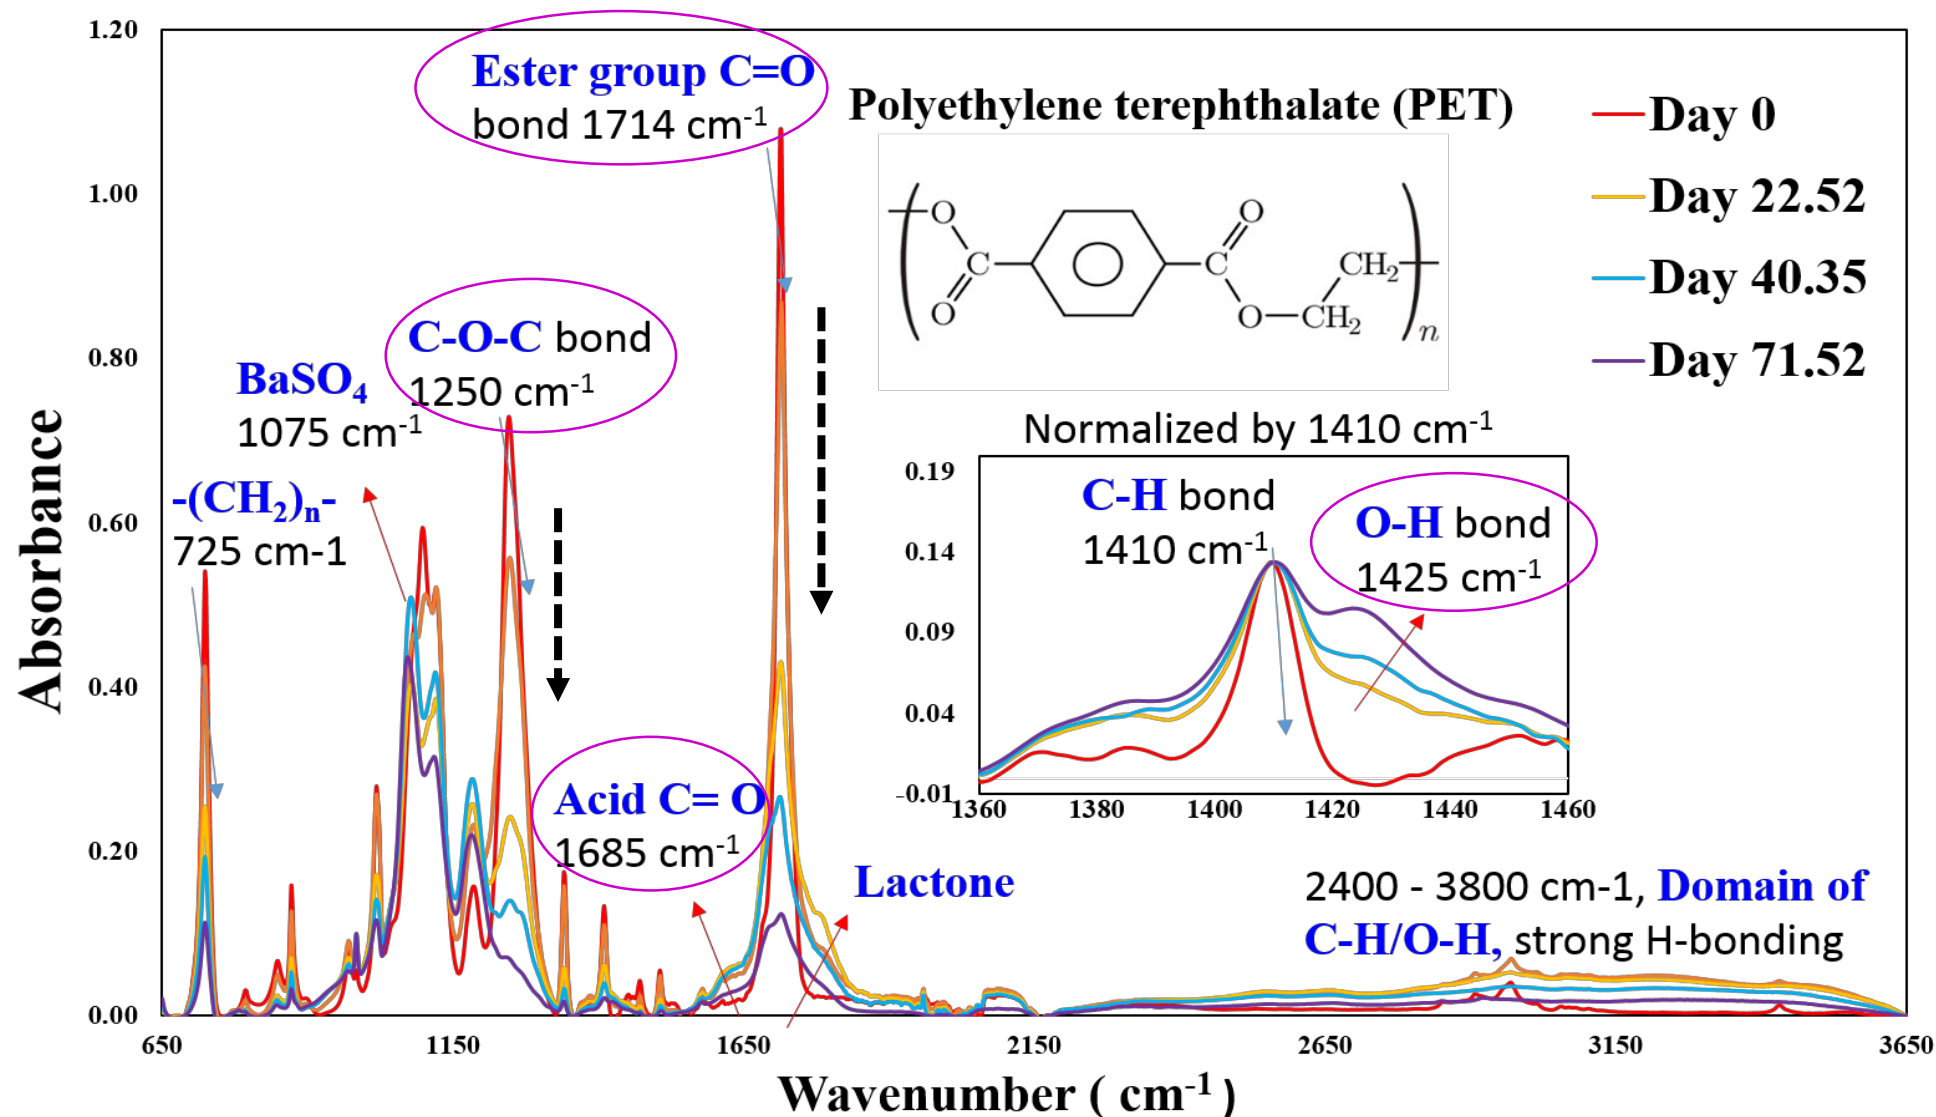 1.20
1.00
0.80
0.60
0.40
0.20
0.00
Absorbance
650
1150
1650
2150
2650
3150
3650
Wavenumber ( cm-1 )
Ester group C=O
bond 1714 cm-1
Polyethylene terephthalate (PET)
O
C
O
O
C
O
CH2
CH2
n
Day 0
Day 22.52
Day 40.35
Day 71.52
C-O-C bond
1250 cm-1
BaSO4
1075 cm-1
-(CH2)n-
725 cm-1
Acid C= O
1685 cm-1
Lactone
Normalized by 1410 cm-1
0.19
0.14
0.09
0.04
-0.01
1360
1380
1400
1420
1440
1460
C-H bond
1410 cm-1
O-H bond
1425 cm-1
2400 - 3800 cm-1, Domain of
C-H/O-H, strong H-bonding